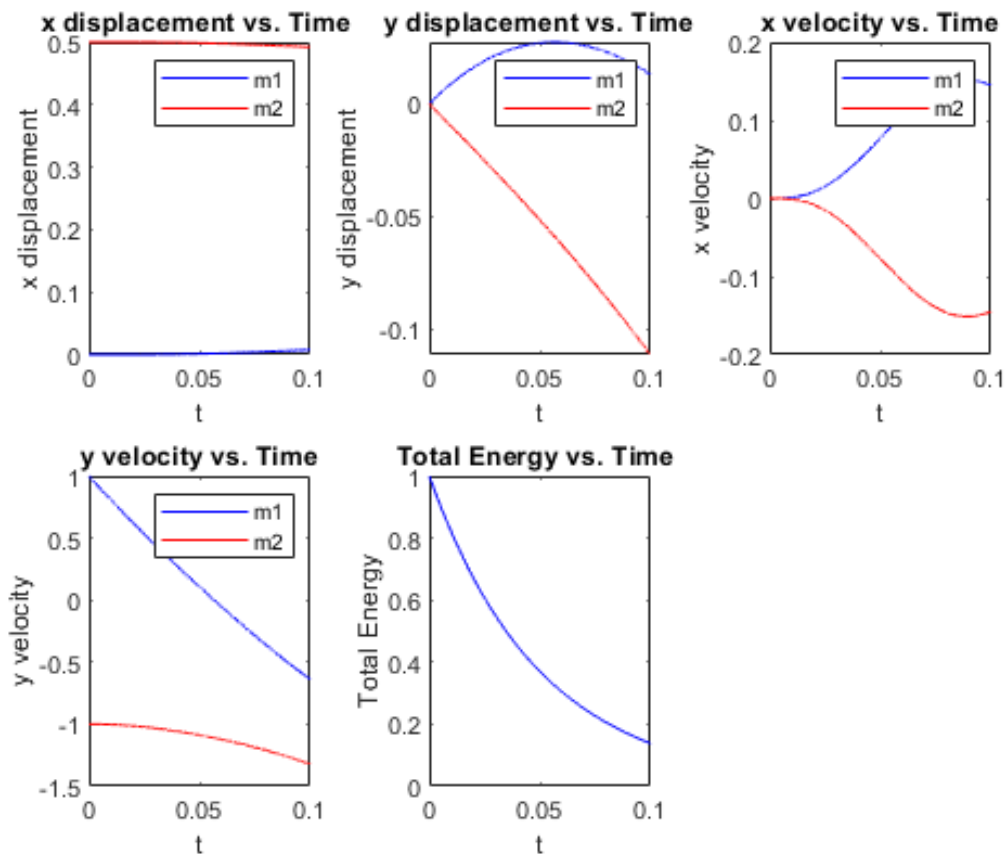 x displacement vs. Time
0.5
0.4
0.3
0.2
0.1
0
x displacement
m1
m2
0
0.05
0.1
t
y displacement vs. Time
0
-0.05
-0.1
y displacement
m1
m2
0
0.05
0.1
t
x velocity vs. Time
0.2
0.1
0
-0.1
-0.2
x velocity
m1
m2
0
0.05
0.1
t
y velocity vs. Time
1
0.5
0
-0.5
-1
-1.5
y velocity
m1
m2
0
0.05
0.1
t
Total Energy vs. Time
1
0.8
0.6
0.4
0.2
0
Total Energy
0
0.05
0.1
t